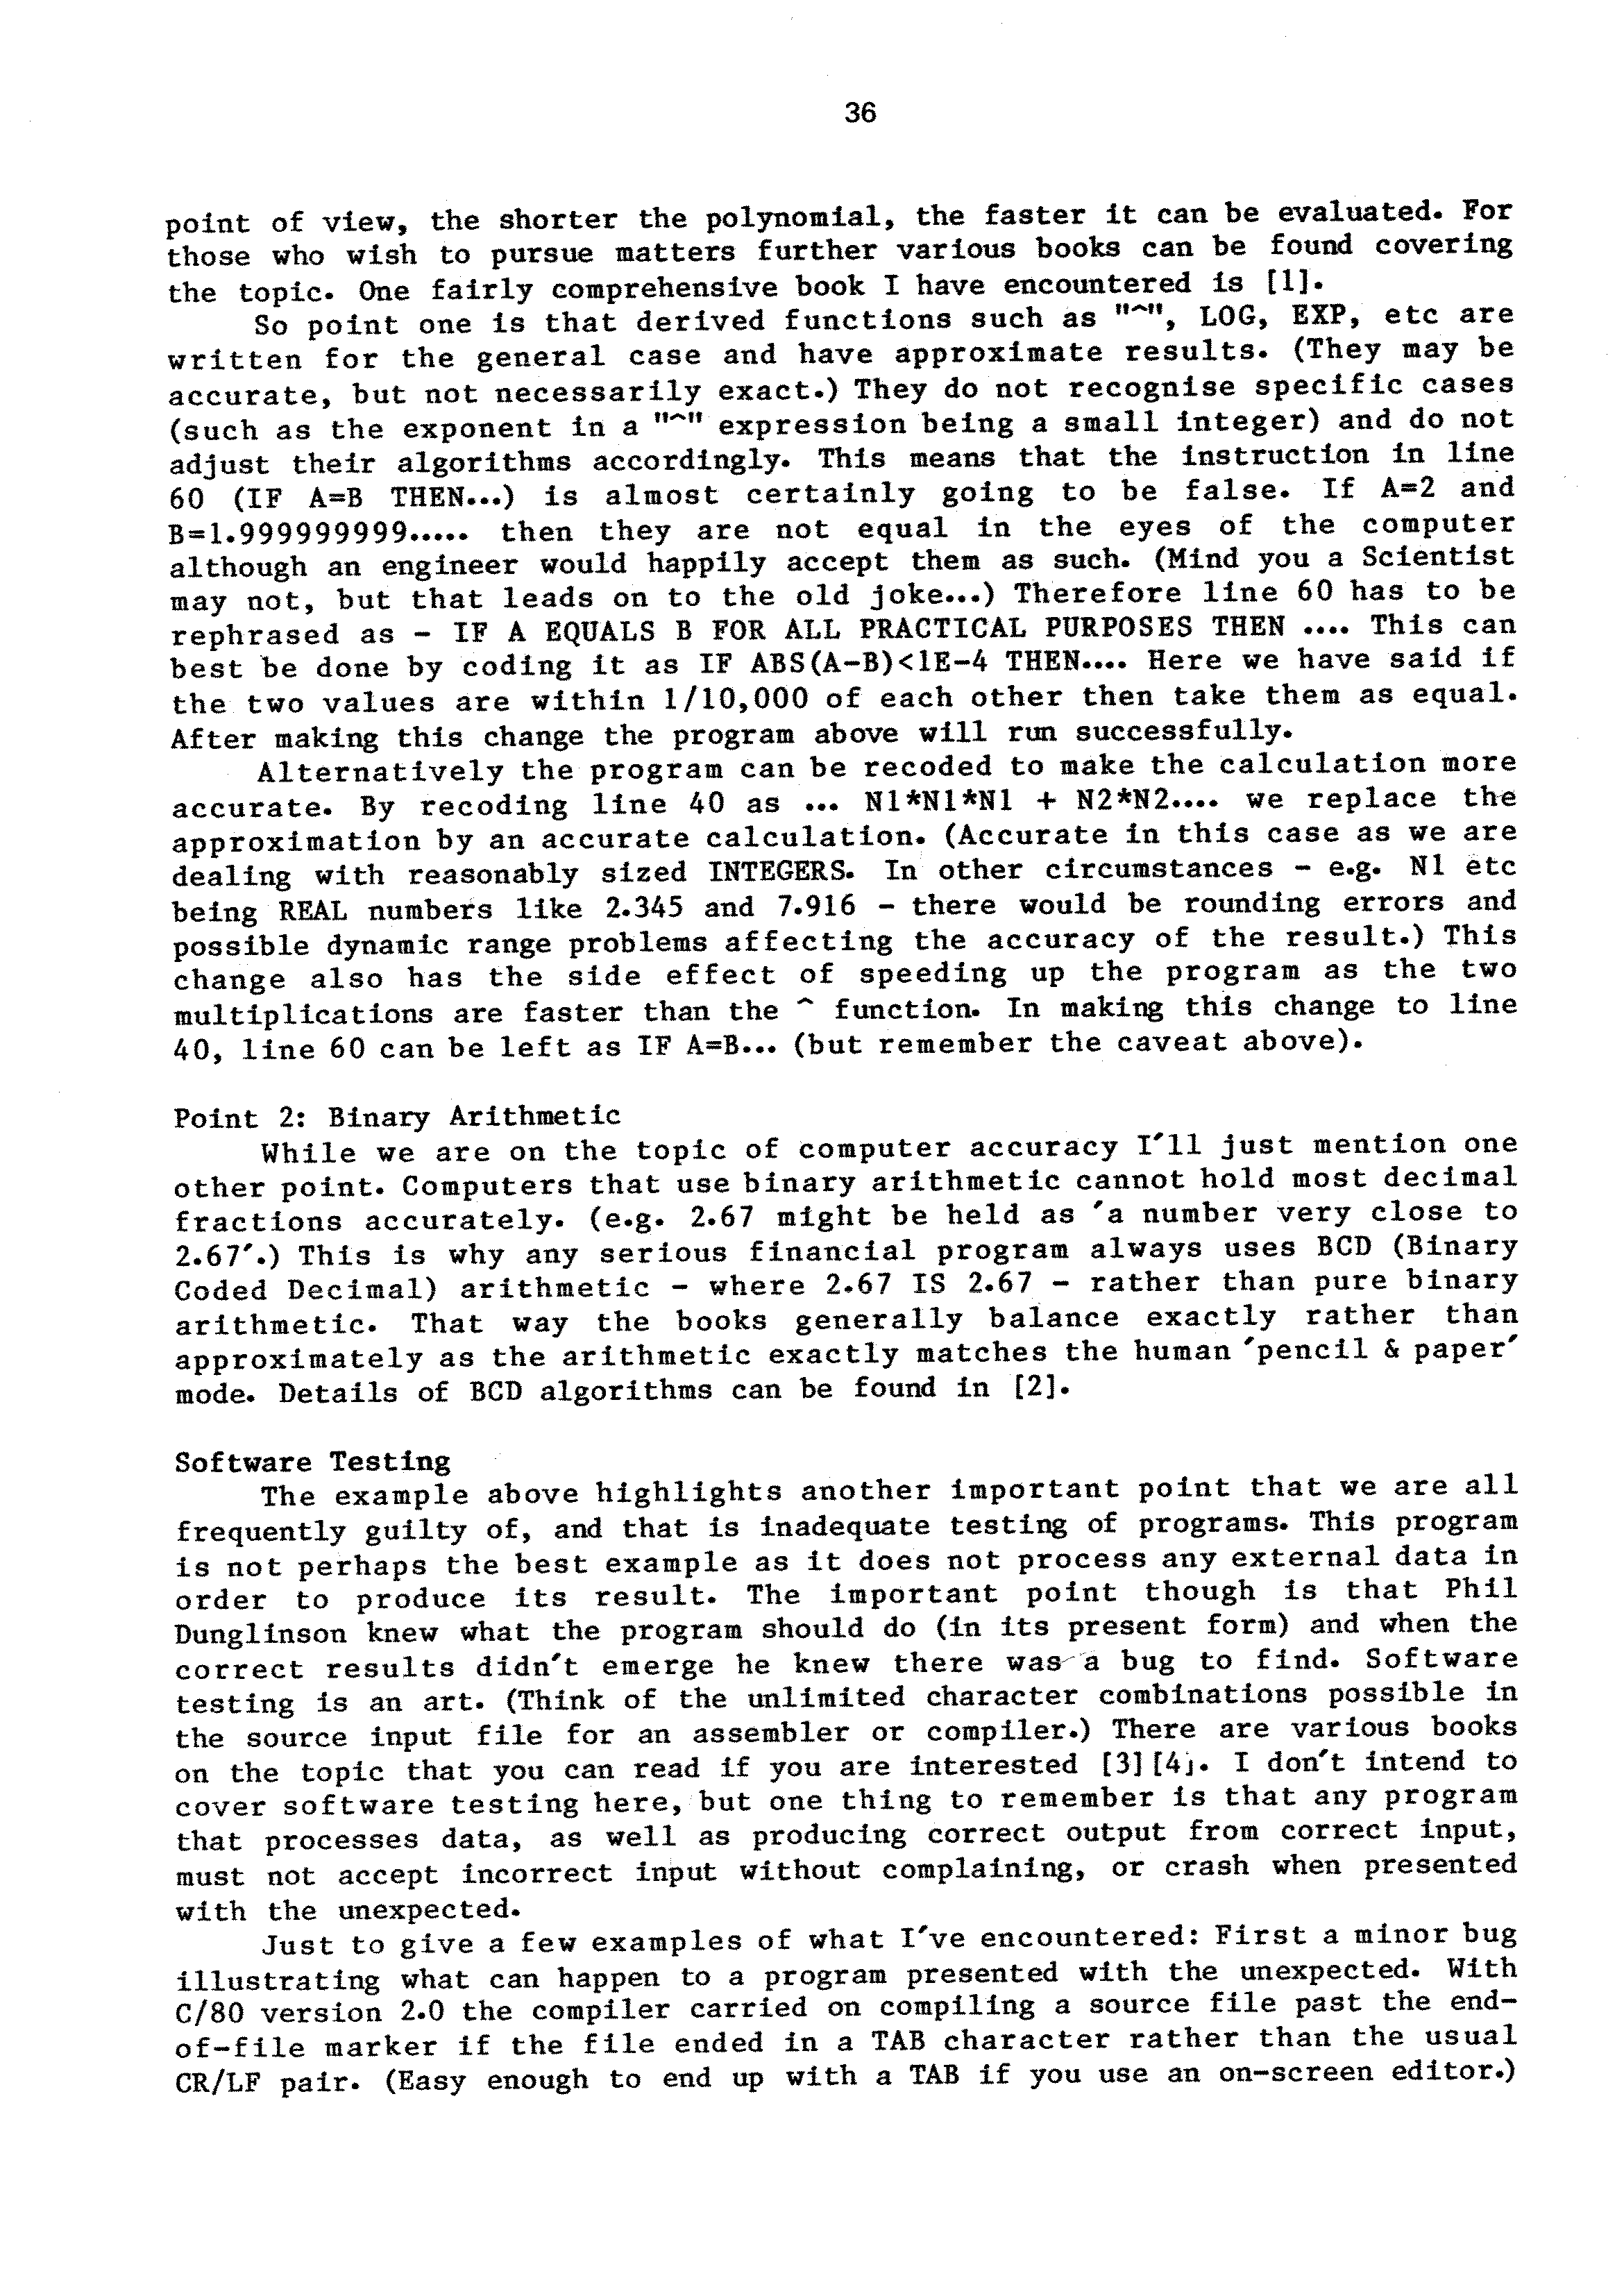 36
point of view, the shorter the polynomial, the faster it can be evaluated. For
those who wish to pursue matters further various books can be found covering
the topic. One fairly comprehensive book I have encountered is [1].
So point one is that derived functions such as "^", LOG, EXP, etc are
written for the general case and have approximate results. (They may be
accurate, but not necessarily exact.) They do not recognise specific cases
(such as the exponent in a "^" expression being a small integer) and do not
adjust their algorithms accordingly. This means that the instruction in line
60 (IF A=B THEN...) is almost certainly going to be false. If A=2 and
B=1.999999999..... then they are not equal in the eyes of the computer
although an engineer would happily accept them as such. (Mind you a Scientist
may not, but that leads on to the old joke...) Therefore line 60 has to be
rephrased as - IF A EQUALS B FOR ALL PRACTICAL PURPOSES THEN .... This can
best be done by coding it as IF ABS(A-B)<1E-4 THEN.... Here we have said if
the two values are within 1/10,000 of each other then take them as equal.
After making this change the program above will run successfully.
Alternatively the program can be recoded to make the calculation more
accurate. By recoding line 40 as ... N1*N1*N1 + N2*N2.... we replace the
approximation by an accurate calculation. (Accurate in this case as we are
dealing with reasonably sized INTEGERS. In other circumstances - e.g. N1 etc
being REAL numbers like 2.345 and 7.916 - there would be rounding errors and
possible dynamic range problems affecting the accuracy of the result.) This
change also has the side effect of speeding up the program as the two
multiplications are faster than the ^ function. In making this change to line
40, line 60 can be left as IF A=B... (but remember the caveat above).
Point 2: Binary Arithmetic
While we are on the topic of computer accuracy I'll just mention one
other point. Computers that use binary arithmetic cannot hold most decimal
fractions accurately. (e.g. 2.67 might be held as 'a number very close to
2.67'.) This is why any serious financial program always uses BCD (Binary
Coded Decimal) arithmetic - where 2.67 IS 2.67 - rather than pure binary
arithmetic. That way the books generally balance exactly rather than
approximately as the arithmetic exactly matches the human 'pencil & paper'
mode. Details of BCD algorithms can be found in [2].
Software Testing
The example above highlights another important point that we are all
frequently guilty of, and that is inadequate testing of programs. This program
is not perhaps the best example as it does not process any external data in
order to produce its result. The important point though is that Phil
Dunglinson knew what the program should do (in its present form) and when the
correct results didn't emerge he knew there was a bug to find. Software
testing is an art. (Think of the unlimited character combinations possible in
the source input file for an assembler or compiler.) There are various books
on the topic that you can read if you are interested [3][4]. I don't intend to
cover software testing here, but one thing to remember is that any program
that processes data, as well as producing correct output from correct input,
must not accept incorrect input without complaining, or crash when presented
with the unexpected.
Just to give a few examples of what I've encountered: First a minor bug
illustrating what can happen to a program presented with the unexpected. With
C/80 version 2.0 the compiler carried on compiling a source file past the end-
of-file marker if the file ended in a TAB character rather than the usual
CR/LF pair. (Easy enough to end up with a TAB if you use an on-screen editor.)